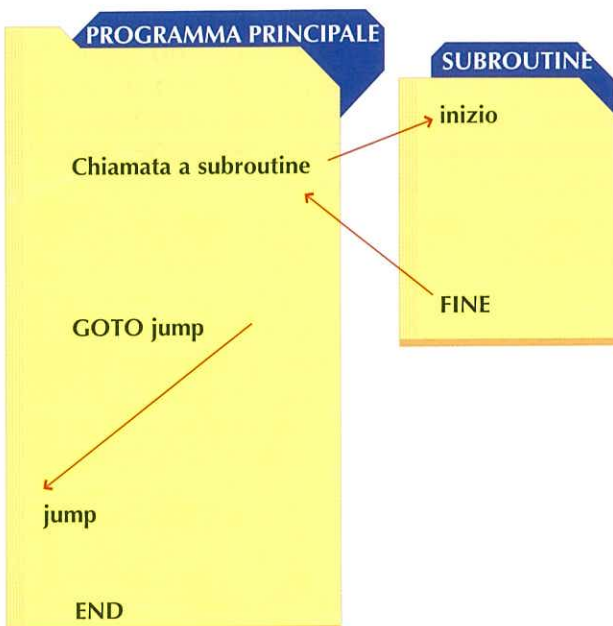 PROGRAMMA PRINCIPALE
Chiamata a subroutine
GOTO jump
jump
END
SUBROUTINE
inizio
FINE